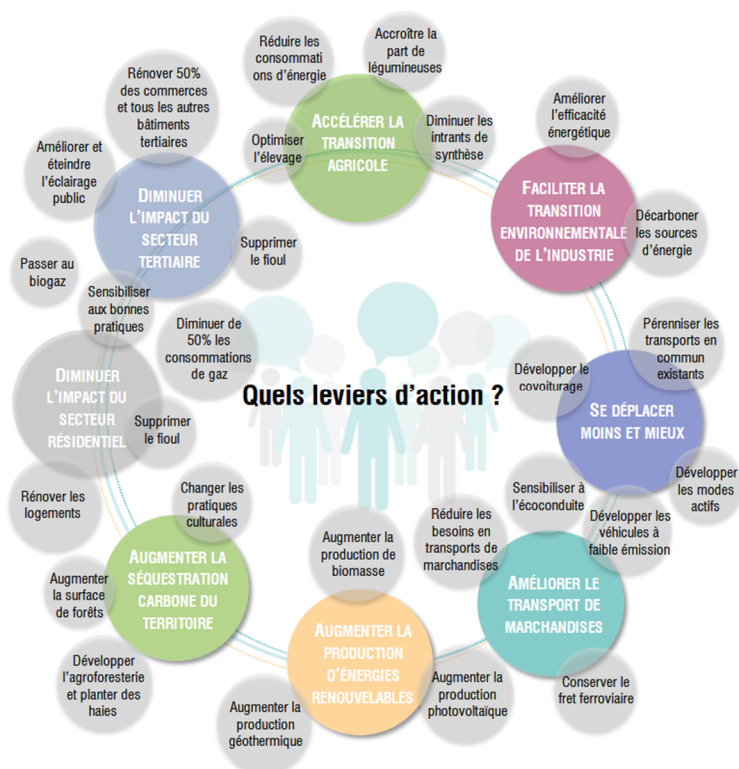 Réduire les
consommati
ons d'énergie
Accroître la
part de
légumineuses
Optimiser
l'élevage
Diminuer les
intrants de
synthèse
ACCÉLÉRER LA
TRANSITION
AGRICOLE
Améliorer
l'efficacité
énergétique
FACILITER LA
TRANSITION
ENVIRONNEMENTALE
DE L'INDUSTRIE
Décarboner
les sources
d'énergie
Pérenniser les
transports en
commun
existants
Développer le
covoiturage
SE DÉPLACER
MOINS ET MIEUX
Développer
les modes
actifs
Développer les
véhicules à
faible émission
Sensibiliser à
l'écoconduite
Réduire les
besoins en
transports de
marchandises
AMÉLIORER LE
TRANSPORT DE
MARCHANDISES
Conserver le
fret ferroviaire
Augmenter la
production de
biomasse
AUGMENTER LA
PRODUCTION
D'ÉNERGIES
RENOUVELABLES
Augmenter la
production
photovoltaïque
Augmenter la
production
géothermique
Changer les
pratiques
culturales
AUGMENTER LA
SÉQUESTRATION
CARBONE DU
TERRITOIRE
Augmenter
la surface
de forêts
Développer
l'agroforesterie
et planter des
haies
Rénover les
logements
DIMINUER
L'IMPACT DU
SECTEUR
RÉSIDENTIEL
Supprimer
le fioul
Diminuer de
50% les
consommations
de gaz
Passer au
biogaz
Sensibiliser
aux bonnes
pratiques
DIMINUER
L'IMPACT DU
SECTEUR
TERTIAIRE
Supprimer
le fioul
Améliorer et
éteindre
l'éclairage
public
Rénover 50%
des commerces
et tous les autres
bâtiments
tertiaires
Quels leviers d'action ?